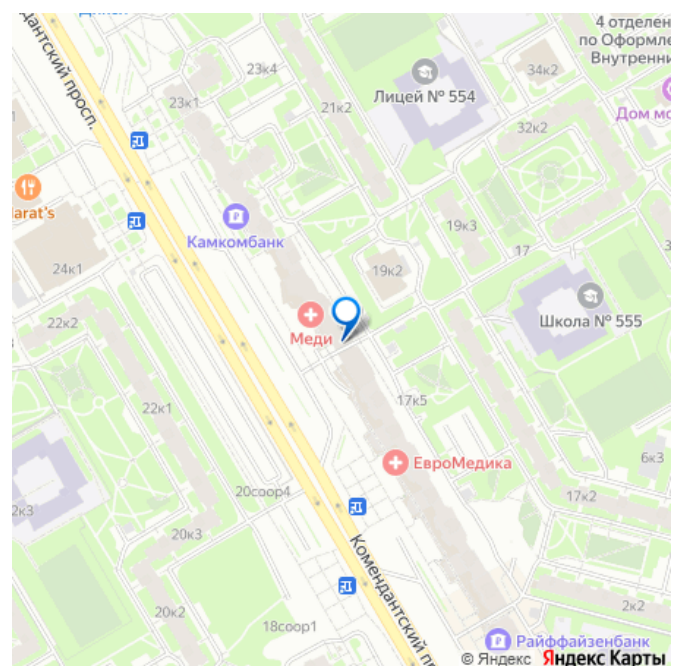 4 отделен
по Оформле
Внутренни
дантский просп.
23к4
34к2
Лицей № 554
23к1
21к2
Дом мо
32к2
arat's
Камкомбанк
19к3
17
24к1
19к2
22к2
Меди
Школа № 555
22к1
17к5
ЕвроМедика
6к3
20соор4
17к2
2к3
20к3
Комендантский п
20к2
18соор1
2к2
Райффайзенбанк
© Яндекс Яндекс Карты